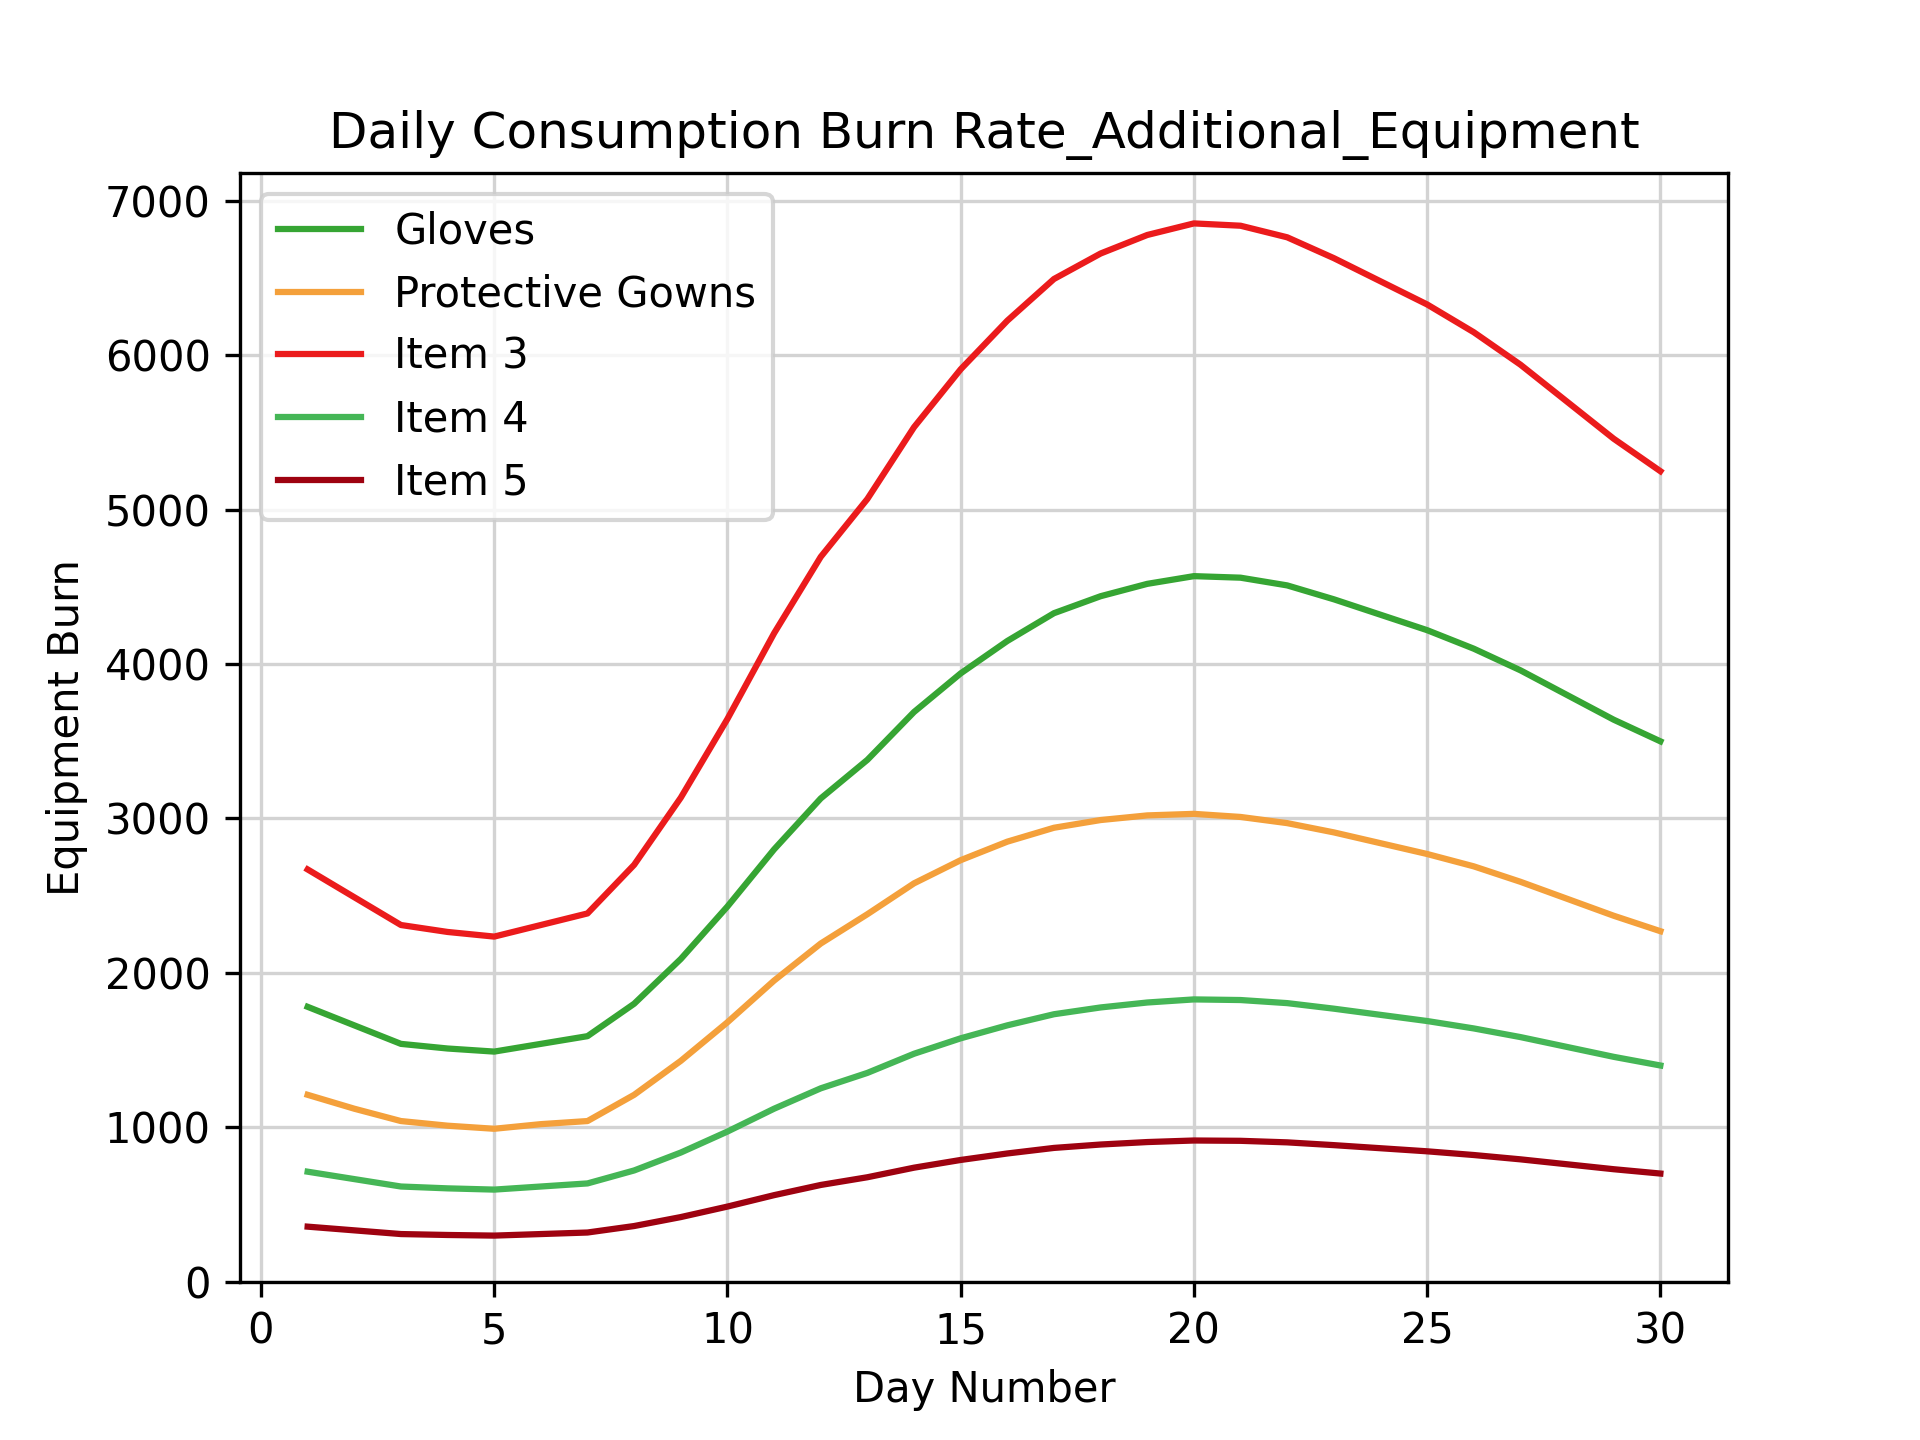 Daily Consumption Burn Rate_Additional_Equipment
7000
6000
5000
4000
3000
2000
1000
0
Equipment Burn
Gloves
Protective Gowns
Item 3
Item 4
Item 5
0 5 10 15 20 25 30
Day Number